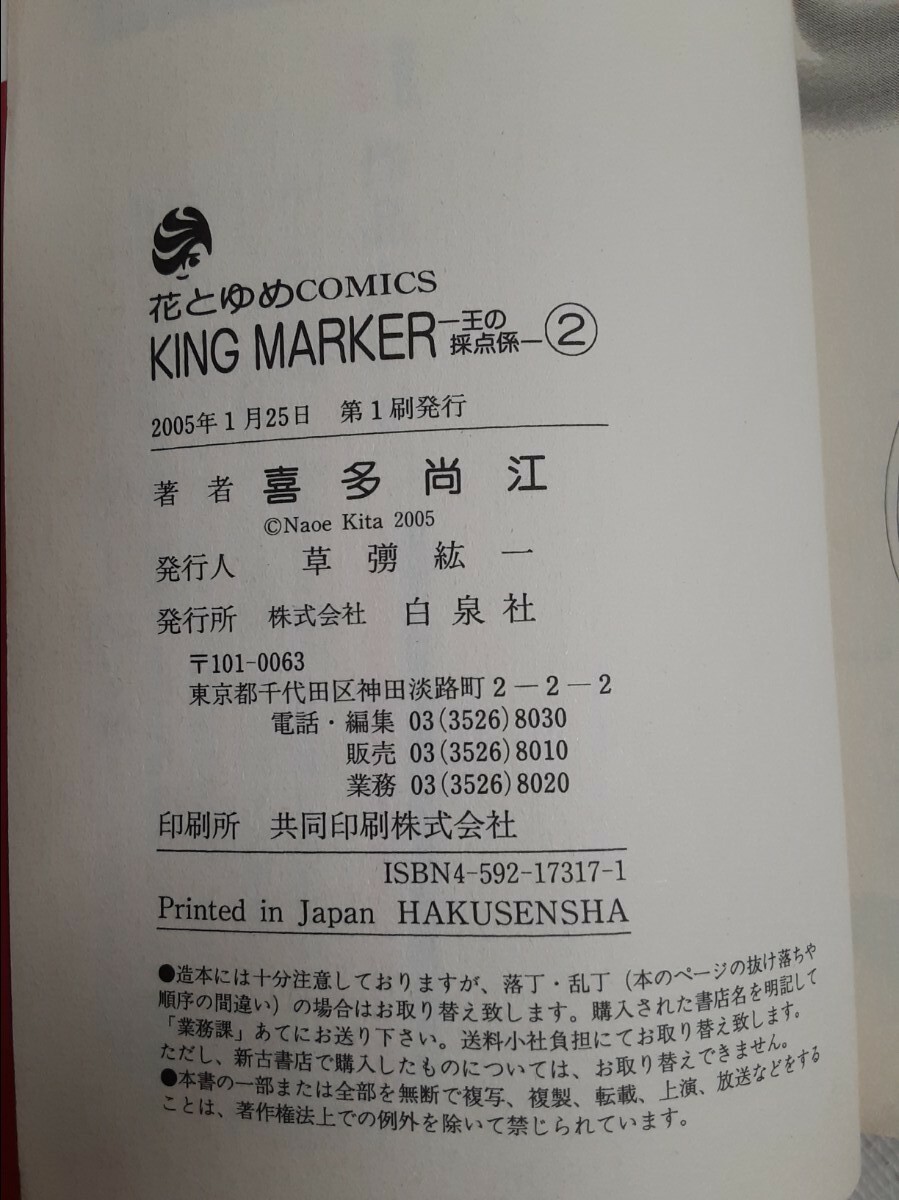 花とゆめCOMICS
KING MARKER―王の採点係―②
2005年1月25日 第1刷発行
著者 喜多尚江
©Naoe Kita 2005
発行人 草彅紘一
発行所 株式会社 白泉社
〒101-0063
東京都千代田区神田淡路町2－2－2
電話・編集 03(3526)8030
販売 03(3526)8010
業務 03(3526)8020
印刷所 共同印刷株式会社
ISBN4-592-17317-1
Printed in Japan HAKUSENSHA
●造本には十分注意しておりますが、落丁・乱丁（本のページの抜け落ちや
順序の間違い）の場合はお取り替え致します。購入された書店名を明記して
「業務課」あてにお送り下さい。送料小社負担にてお取り替え致します。
ただし、新古書店で購入したものについては、お取り替えできません。
●本書の一部または全部を無断で複写、複製、転載、上演、放送などをする
ことは、著作権法上での例外を除いて禁じられています。